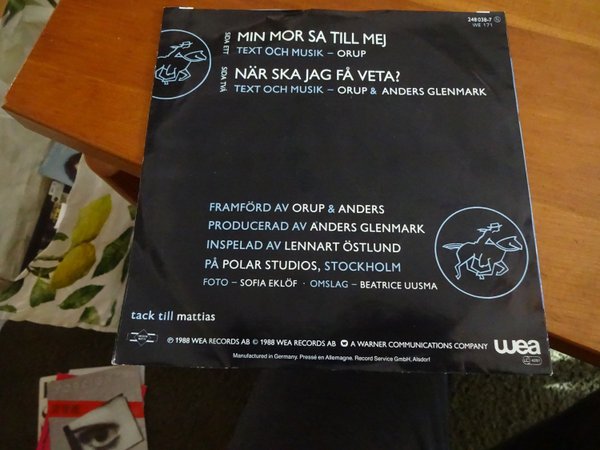 248 038-7
WE 171
SIDA ETT
MIN MOR SA TILL MEJ
TEXT OCH MUSIK – ORUP
SIDA TVÅ
NÄR SKA JAG FÅ VETA?
TEXT OCH MUSIK – ORUP & ANDERS GLENMARK
FRAMFÖRD AV ORUP & ANDERS
PRODUCERAD AV ANDERS GLENMARK
INSPELAD AV LENNART ÖSTLUND
PÅ POLAR STUDIOS, STOCKHOLM
FOTO – SOFIA EKLÖF · OMSLAG – BEATRICE UUSMA
tack till mattias
℗ 1988 WEA RECORDS AB © 1988 WEA RECORDS AB A WARNER COMMUNICATIONS COMPANY
wea
Manufactured in Germany. Pressé en Allemagne. Record Service GmbH, Alsdorf